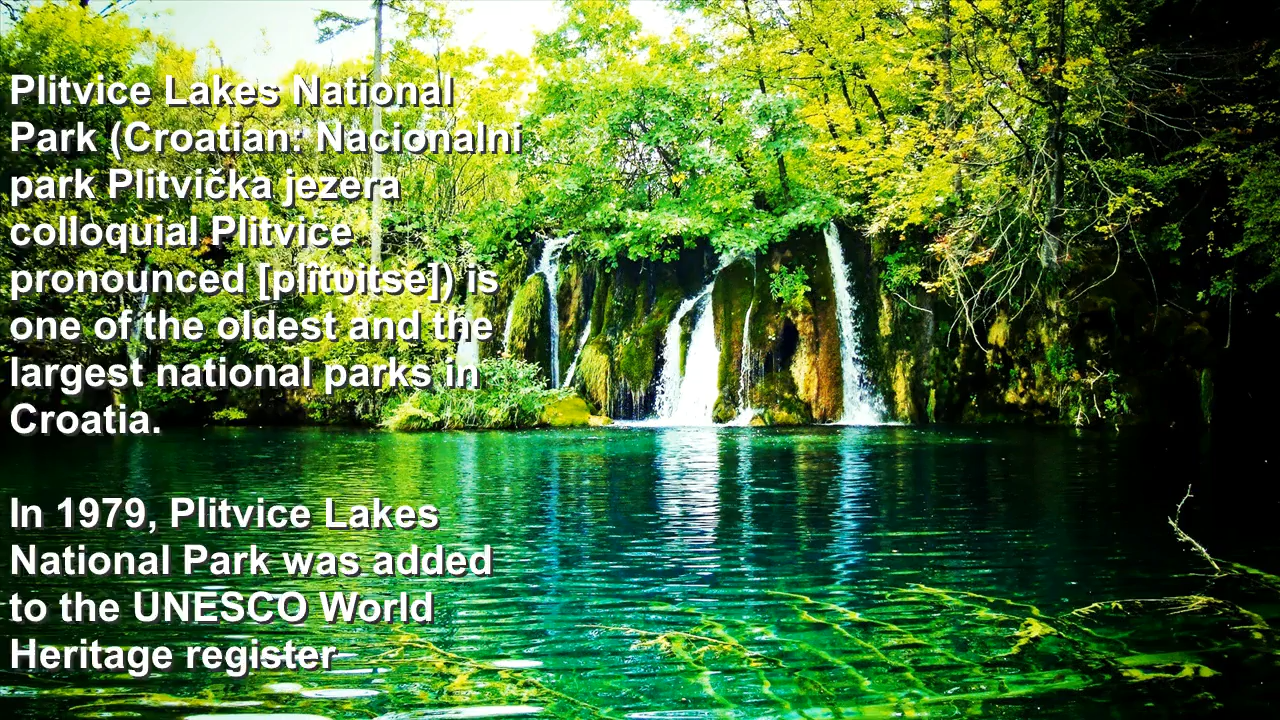 Plitvice Lakes National
Park (Croatian: Nacionalni
park Plitvička jezera
colloquial Plitvice
pronounced [plîtʋitse]) is
one of the oldest and the
largest national parks in
Croatia.
In 1979, Plitvice Lakes
National Park was added
to the UNESCO World
Heritage register